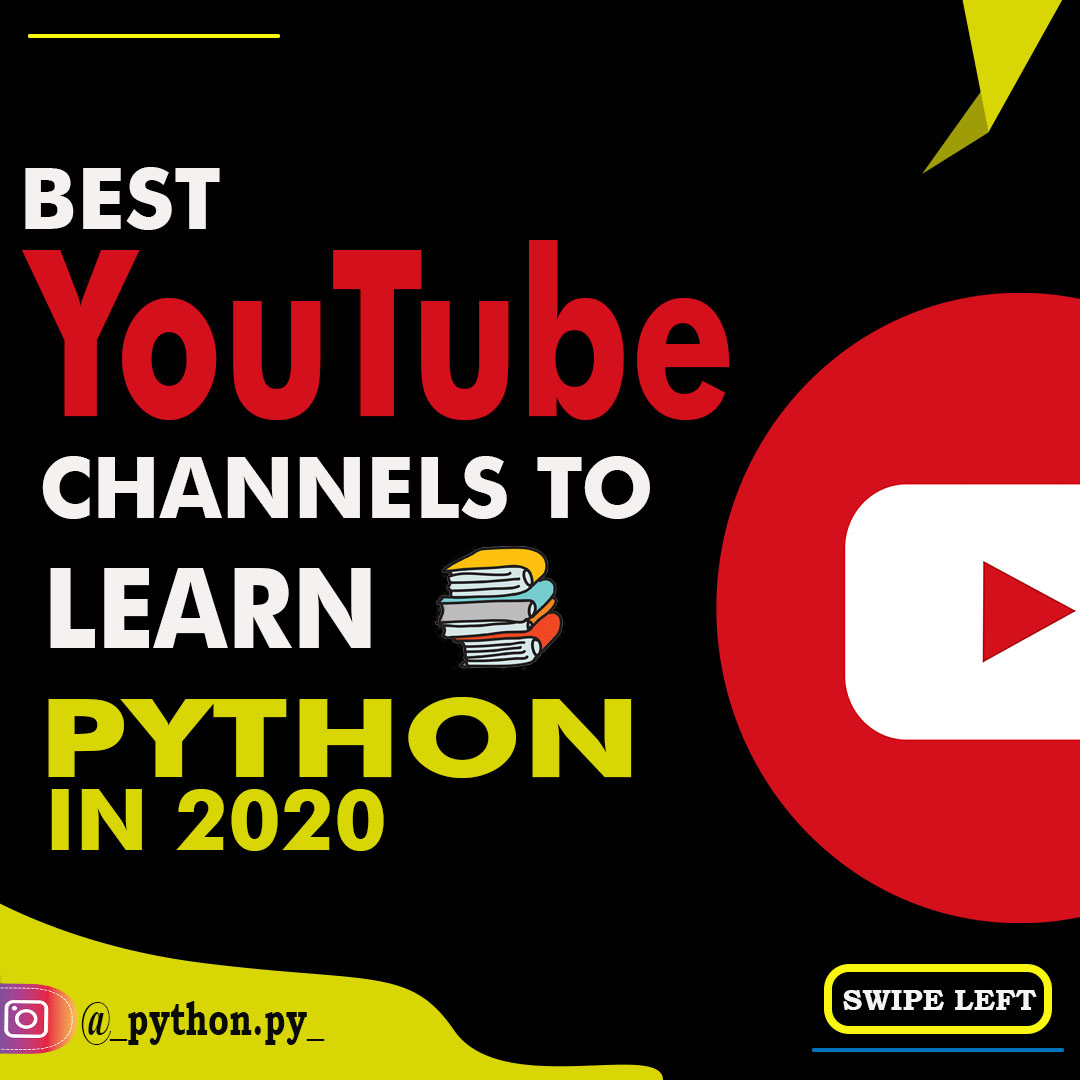 BEST
YouTube
CHANNELS TO
LEARN
PYTHON
IN 2020
@_python.py_
SWIPE LEFT